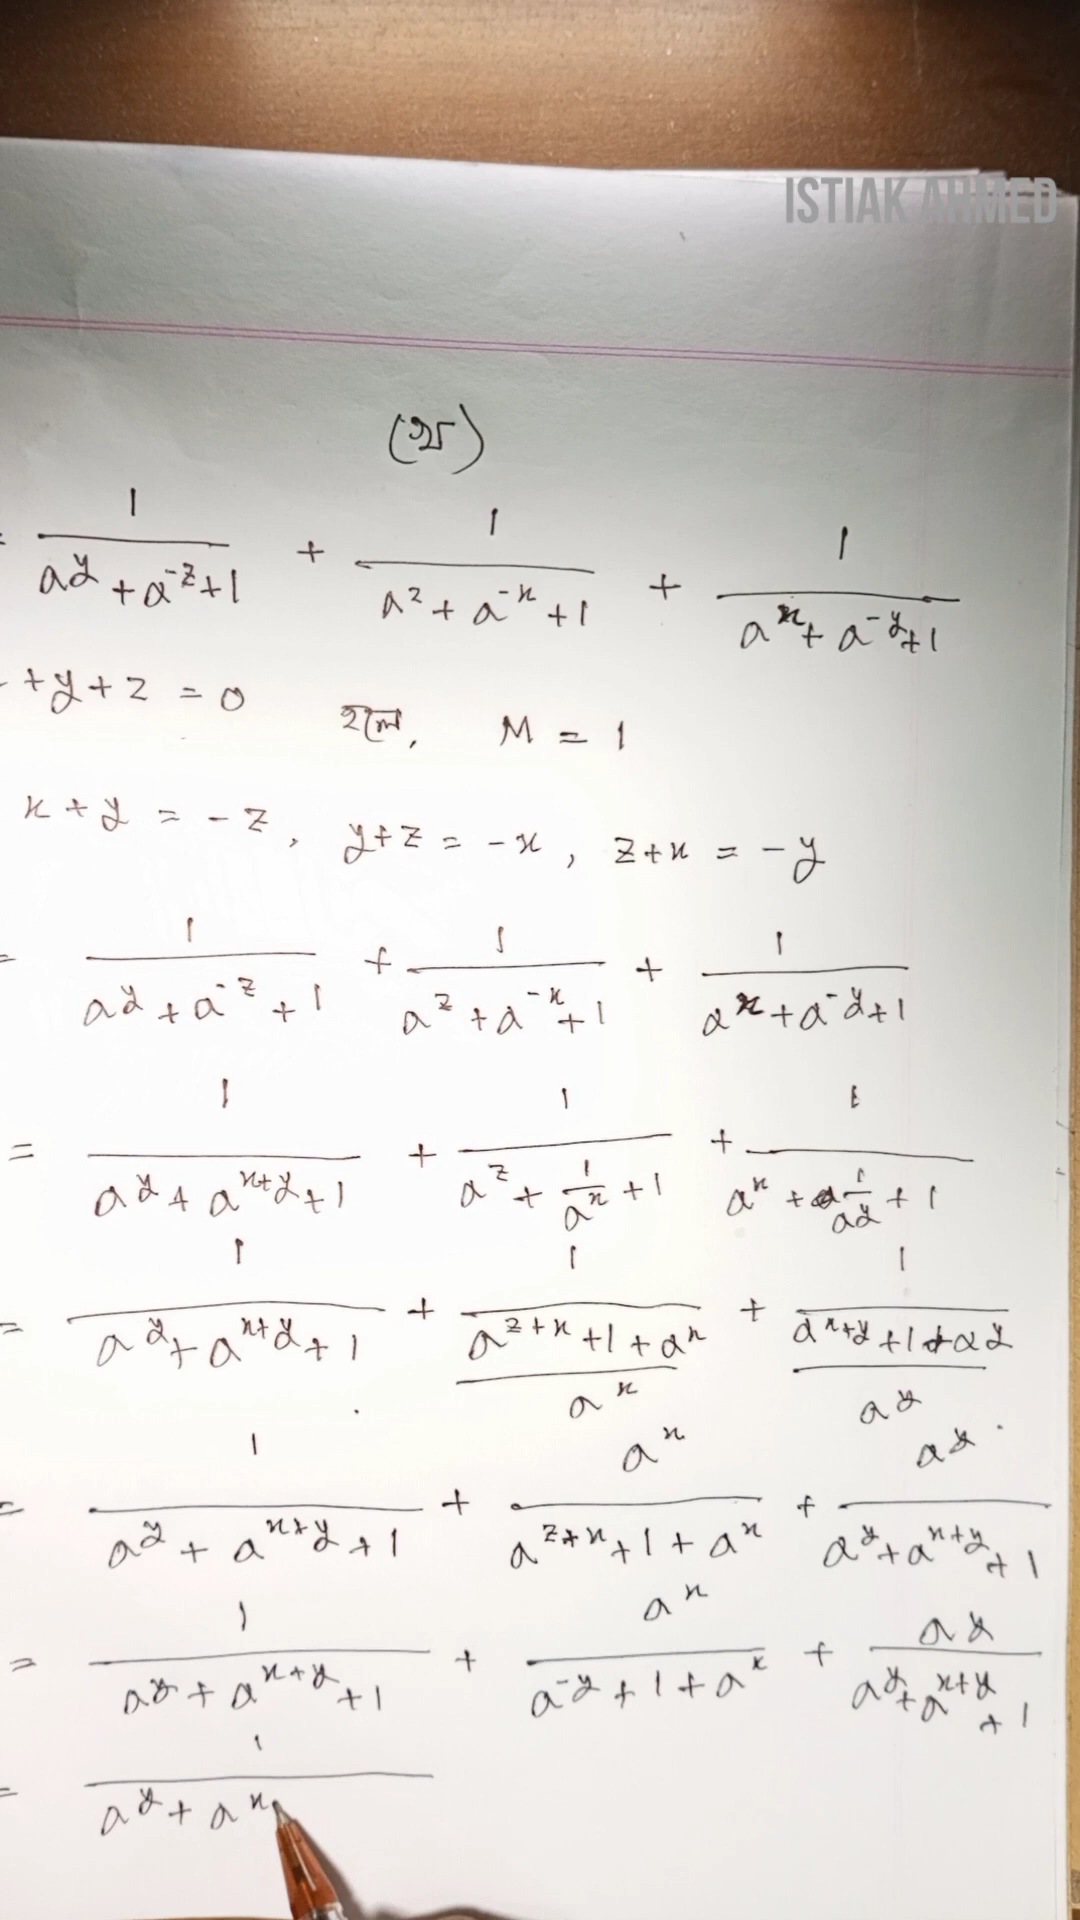 ISTIAK AHMED
(খ)
= 1/(a^y + a^-z + 1) + 1/(a^z + a^-x + 1) + 1/(a^x + a^-y + 1)
+ y + z = 0 হলে, M = 1
x + y = -z, y + z = -x, z + x = -y
= 1/(a^y + a^-z + 1) + 1/(a^z + a^-x + 1) + 1/(a^x + a^-y + 1)
= 1/(a^y + a^(x+y) + 1) + 1/(a^z + 1/a^x + 1) + 1/(a^x + 1/a^y + 1)
= 1/(a^y + a^(x+y) + 1) + 1/((a^(z+x) + 1 + a^x)/a^x) + 1/((a^(x+y) + 1 + a^y)/a^y)
= 1/(a^y + a^(x+y) + 1) + a^x/(a^(z+x) + 1 + a^x) + a^y/(a^y + a^(x+y) + 1)
= 1/(a^y + a^(x+y) + 1) + a^x/(a^-y + 1 + a^x) + a^y/(a^y + a^(x+y) + 1)
= 1/(a^y + a^x